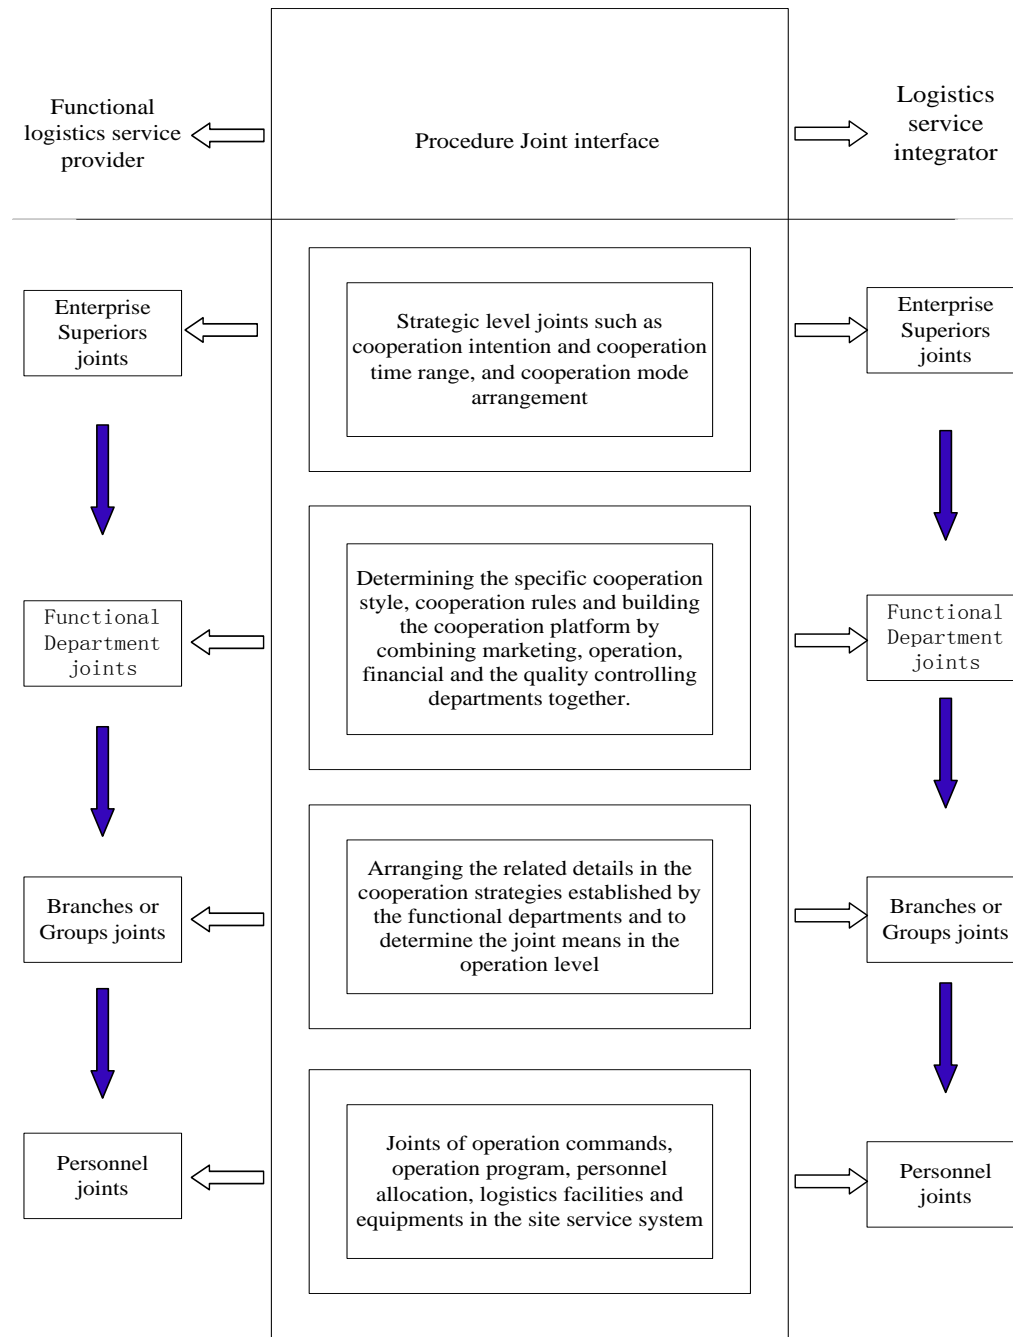 Functional
logistics service
provider
Procedure Joint interface
Logistics
service
integrator
Enterprise
Superiors
joints
Strategic level joints such as
cooperation intention and cooperation
time range, and cooperation mode
arrangement
Enterprise
Superiors
joints
Functional
Department
joints
Determining the specific cooperation
style, cooperation rules and building
the cooperation platform by
combining marketing, operation,
financial and the quality controlling
departments together.
Functional
Department
joints
Branches or
Groups joints
Arranging the related details in the
cooperation strategies established by
the functional departments and to
determine the joint means in the
operation level
Branches or
Groups joints
Personnel
joints
Joints of operation commands,
operation program, personnel
allocation, logistics facilities and
equipments in the site service system
Personnel
joints